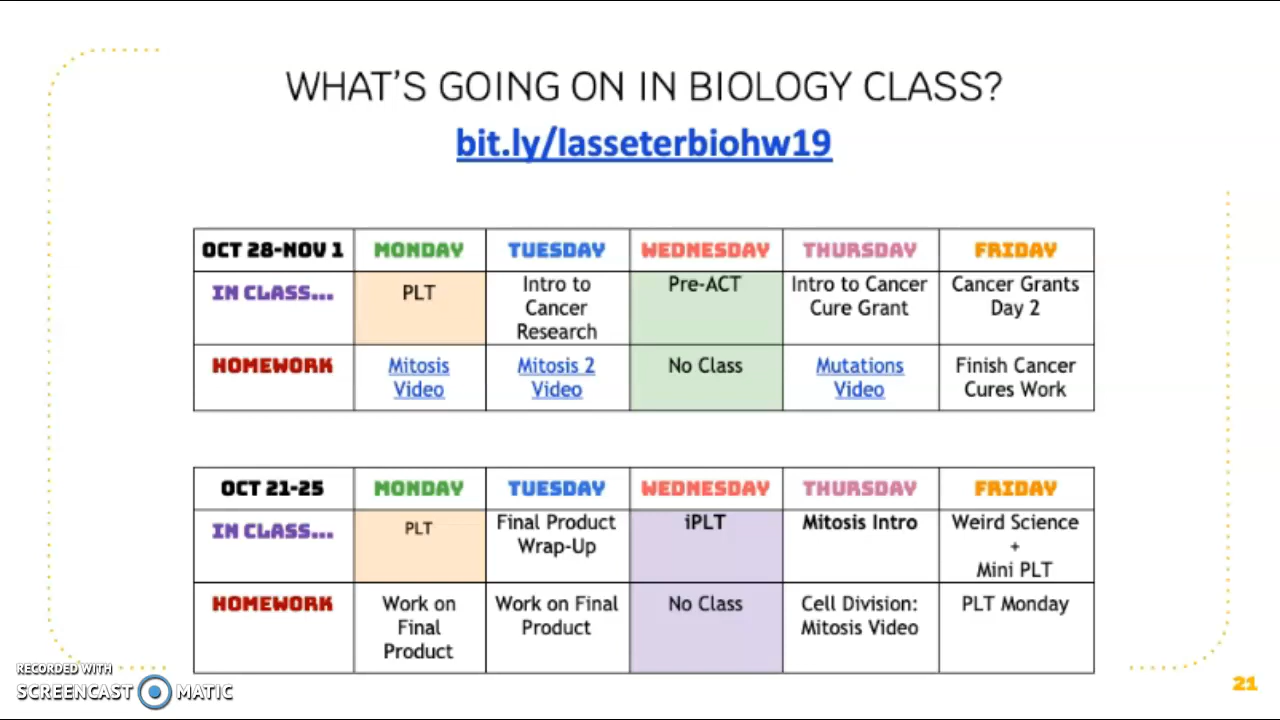 WHAT'S GOING ON IN BIOLOGY CLASS?
bit.ly/lasseterbiohw19
OCT 28-NOV 1 MONDAY TUESDAY WEDNESDAY THURSDAY FRIDAY
IN CLASS... PLT Intro to Cancer Research Pre-ACT Intro to Cancer Cure Grant Cancer Grants Day 2
HOMEWORK Mitosis Video Mitosis 2 Video No Class Mutations Video Finish Cancer Cures Work
OCT 21-25 MONDAY TUESDAY WEDNESDAY THURSDAY FRIDAY
IN CLASS... PLT Final Product Wrap-Up iPLT Mitosis Intro Weird Science + Mini PLT
HOMEWORK Work on Final Product Work on Final Product No Class Cell Division: Mitosis Video PLT Monday
RECORDED WITH
SCREENCAST MATIC
21